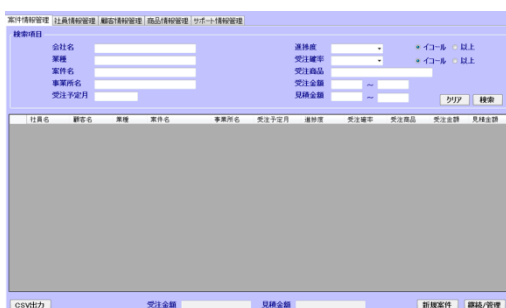 案件情報管理 社員情報管理 顧客情報管理 商品情報管理 サポート情報管理
検索項目
会社名 進捗度 イコール 以上
業種 受注確率 イコール 以上
案件名 受注商品
事業所名 受注金額 ～
受注予定月 見積金額 ～
クリア 検索
社員名 顧客名 業種 案件名 事業所名 受注予定月 進捗度 受注確率 受注商品 受注金額 見積金額
CSV出力 受注金額 見積金額 新規案件 継続/管理